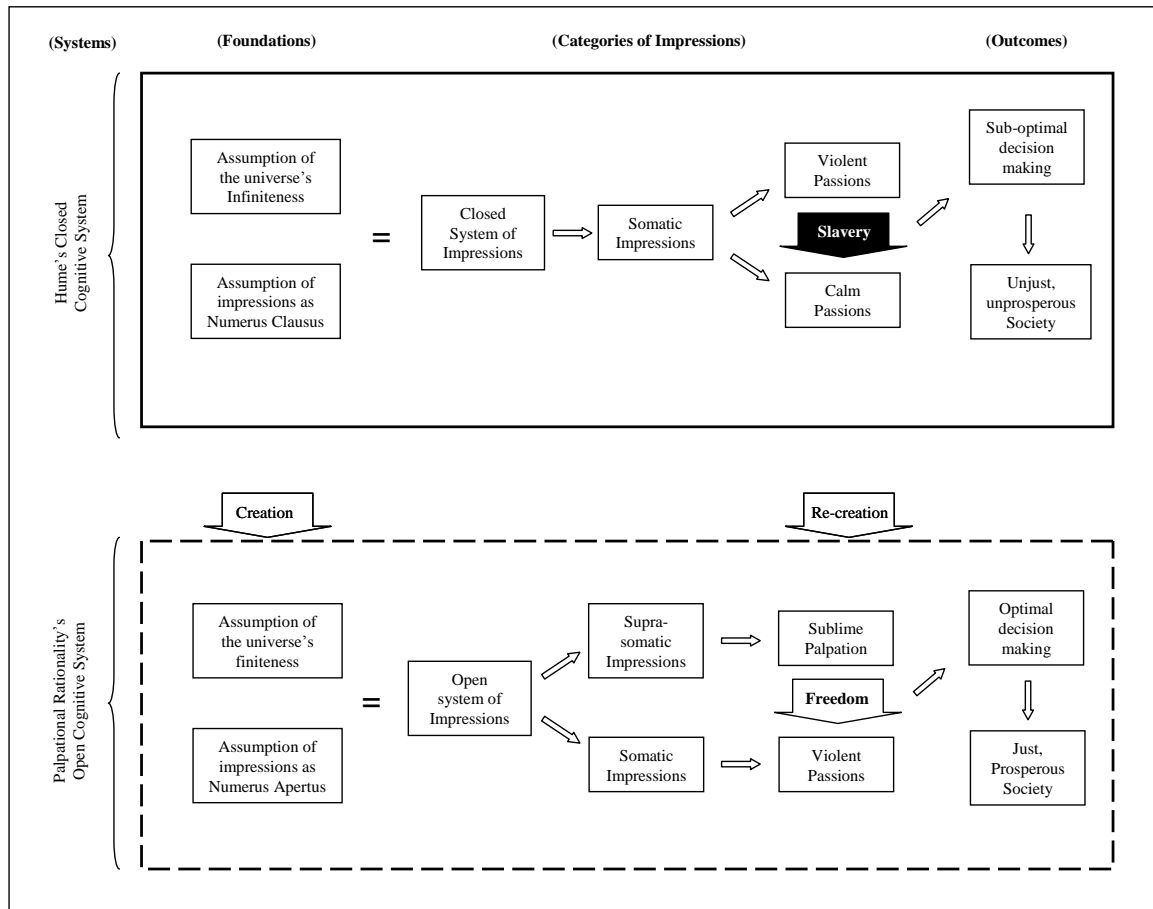 (Systems)
(Foundations)
(Categories of Impressions)
(Outcomes)
Hume's Closed
Cognitive System
Assumption of
the universe's
Infiniteness
Assumption of
impressions as
Numerus Clausus
=
Closed
System of
Impressions
Somatic
Impressions
Violent
Passions
Slavery
Calm
Passions
Sub-optimal
decision
making
Unjust,
unprosperous
Society
Creation
Re-creation
Palpational Rationality's
Open Cognitive System
Assumption of
the universe's
finiteness
Assumption of
impressions as
Numerus Apertus
=
Open
system of
Impressions
Supra-
somatic
Impressions
Somatic
Impressions
Sublime
Palpation
Freedom
Violent
Passions
Optimal
decision
making
Just,
Prosperous
Society